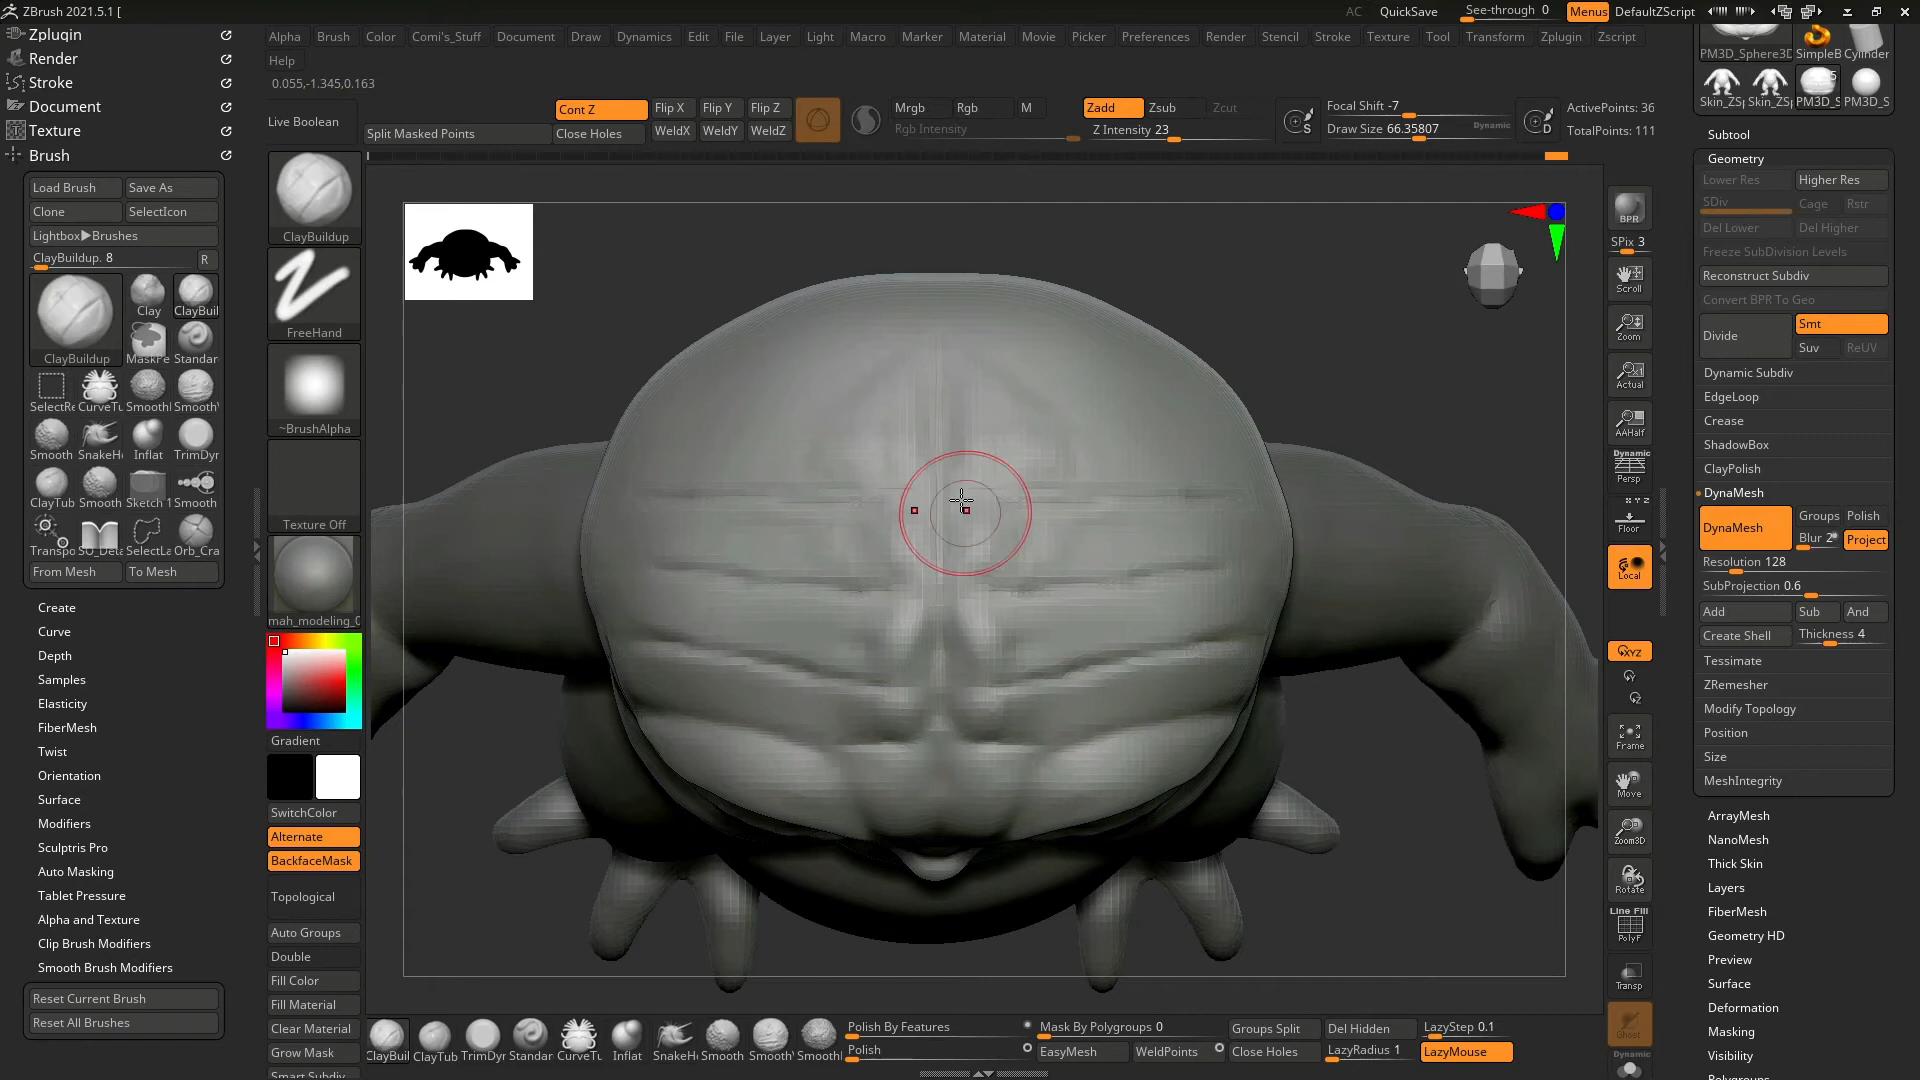 ZBrush 2021.5.1 [
AC
QuickSave
See-through 0
Menus
DefaultZScript
Alpha Brush Color Comi's_Stuff Document Draw Dynamics Edit File Layer Light Macro Marker Material Movie Picker Preferences Render Stencil Stroke Texture Tool Transform Zplugin Zscript
Help
0.055,-1.345,0.163
Zplugin
Render
Stroke
Document
Texture
Brush
Load Brush Save As
Clone SelectIcon
Lightbox▶Brushes
ClayBuildup. 8 R
ClayBuildup
Clay
ClayBuil
MaskPe
Standar
SelectRe CurveTu Smooth
Smooth SnakeH Inflat TrimDyr
ClayTub Smooth Sketch 1 Smooth
Transpo SelectLa Orb_Cra
From Mesh To Mesh
Create
Curve
Depth
Samples
Elasticity
FiberMesh
Twist
Orientation
Surface
Modifiers
Sculptris Pro
Auto Masking
Tablet Pressure
Alpha and Texture
Clip Brush Modifiers
Smooth Brush Modifiers
Reset Current Brush
Reset All Brushes
Live Boolean
Split Masked Points
Cont Z
Close Holes
Flip X Flip Y Flip Z
WeldX WeldY WeldZ
Mrgb Rgb M
Rgb Intensity
Zadd Zsub Zcut
Z Intensity 23
S
Focal Shift -7
Draw Size 66.35807
Dynamic
D
ActivePoints: 36
TotalPoints: 111
ClayBuildup
FreeHand
~BrushAlpha
Texture Off
mah_modeling_0
Gradient
SwitchColor
Alternate
BackfaceMask
Topological
Auto Groups
Double
Fill Color
Fill Material
Clear Material
Grow Mask
Smart Subdiv
BPR
SPix 3
Scroll
Zoom
Actual
AAHalf
Dynamic
Persp
X Y Z
Floor
Local
XYZ
Frame
Move
Zoom3D
Rotate
Line Fill
PolyF
Transp
Ghost
Dynamic
PM3D_Sphere3D SimpleB Cylinder
5
Skin_ZSp Skin_ZSp PM3D_S PM3D_S
Subtool
Geometry
Lower Res Higher Res
SDiv Cage Rstr
Del Lower Del Higher
Freeze SubDivision Levels
Reconstruct Subdiv
Convert BPR To Geo
Divide
Smt
Suv ReUV
Dynamic Subdiv
EdgeLoop
Crease
ShadowBox
ClayPolish
DynaMesh
DynaMesh
Groups Polish
Blur 2 Project
Resolution 128
SubProjection 0.6
Add Sub And
Create Shell Thickness 4
Tessimate
ZRemesher
Modify Topology
Position
Size
MeshIntegrity
ArrayMesh
NanoMesh
Thick Skin
Layers
FiberMesh
Geometry HD
Preview
Surface
Deformation
Masking
Visibility
ClayBuil ClayTub TrimDyr Standar CurveTu Inflat SnakeH Smooth Smooth Smooth
Polish By Features
Polish
Mask By Polygroups 0
EasyMesh WeldPoints
Groups Split
Close Holes
Del Hidden
LazyRadius 1
LazyStep 0.1
LazyMouse